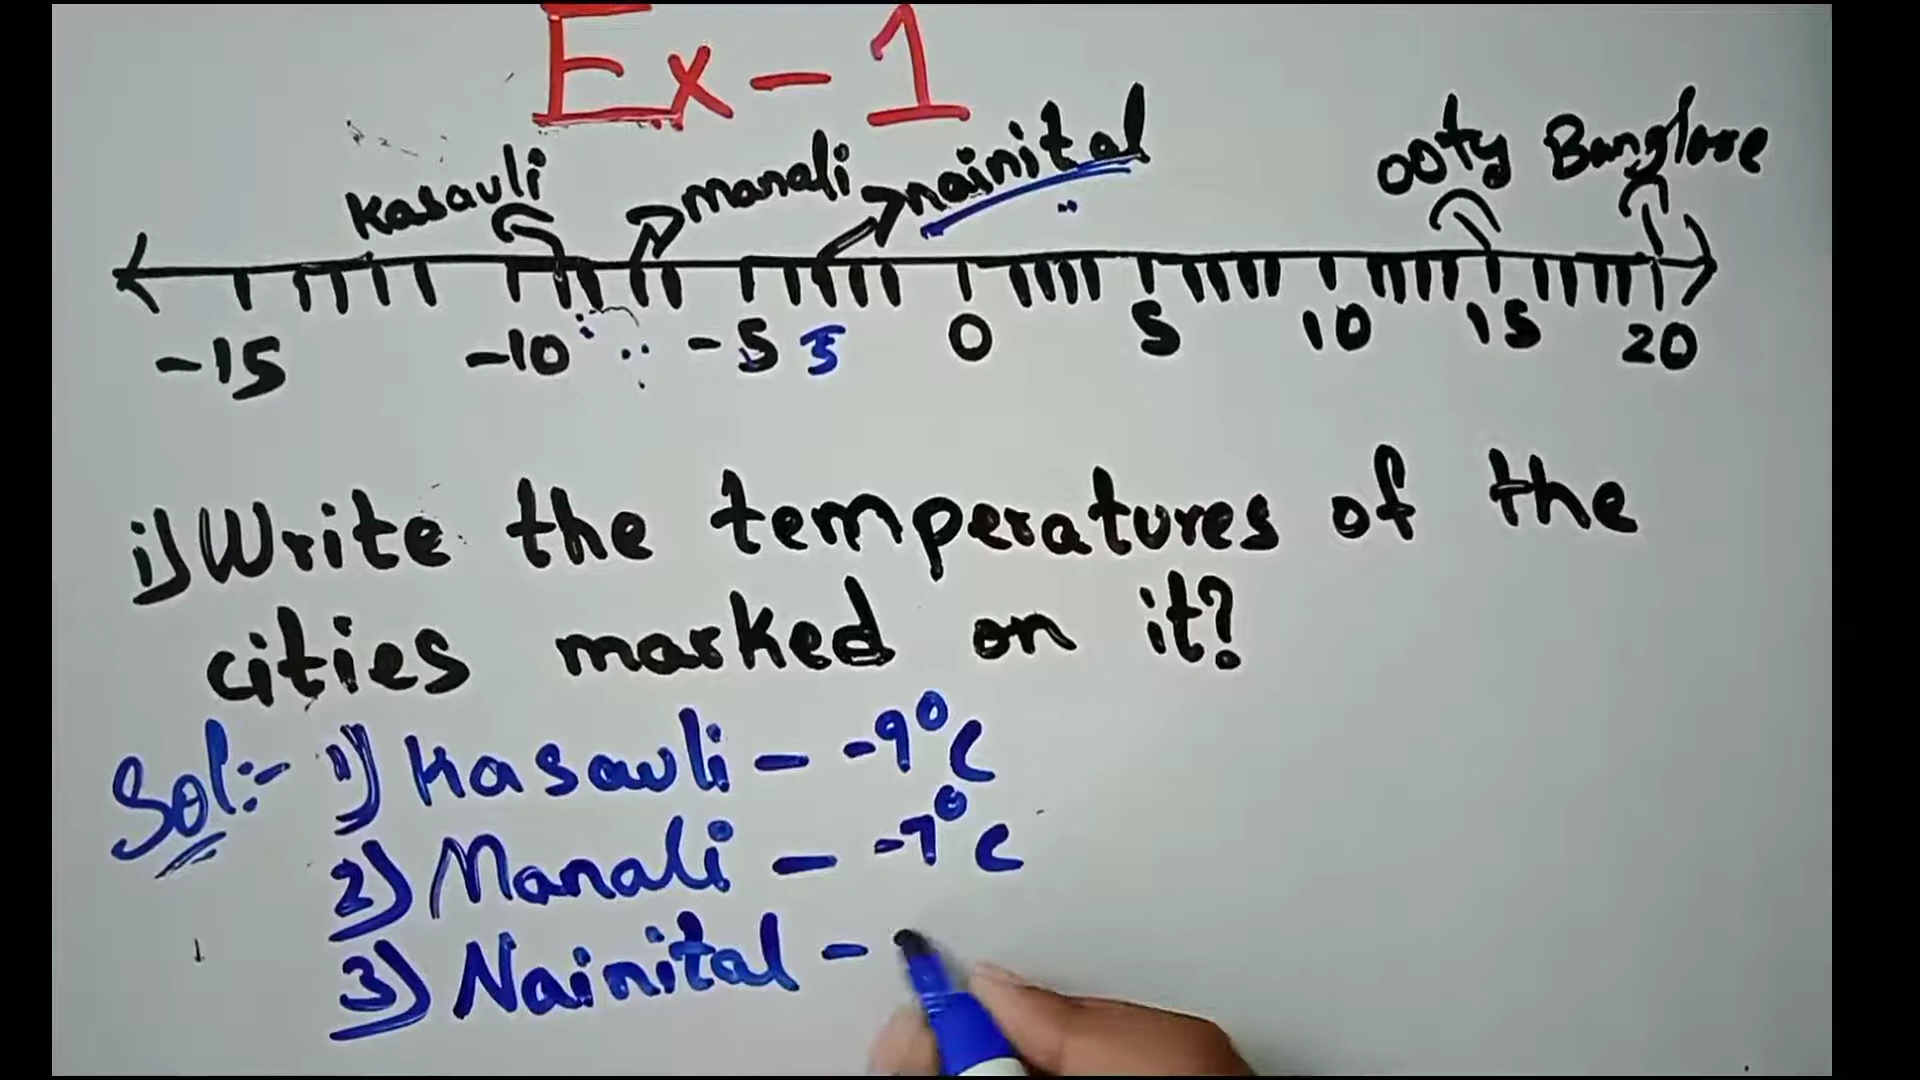 Ex-1
Kasauli manali nainital ooty Banglore
-15 -10 -5 5 0 5 10 15 20
i) Write the temperatures of the
cities marked on it?
Sol:- 1) Kasauli - -9°C
2) Manali - -7°C
3) Nainital -